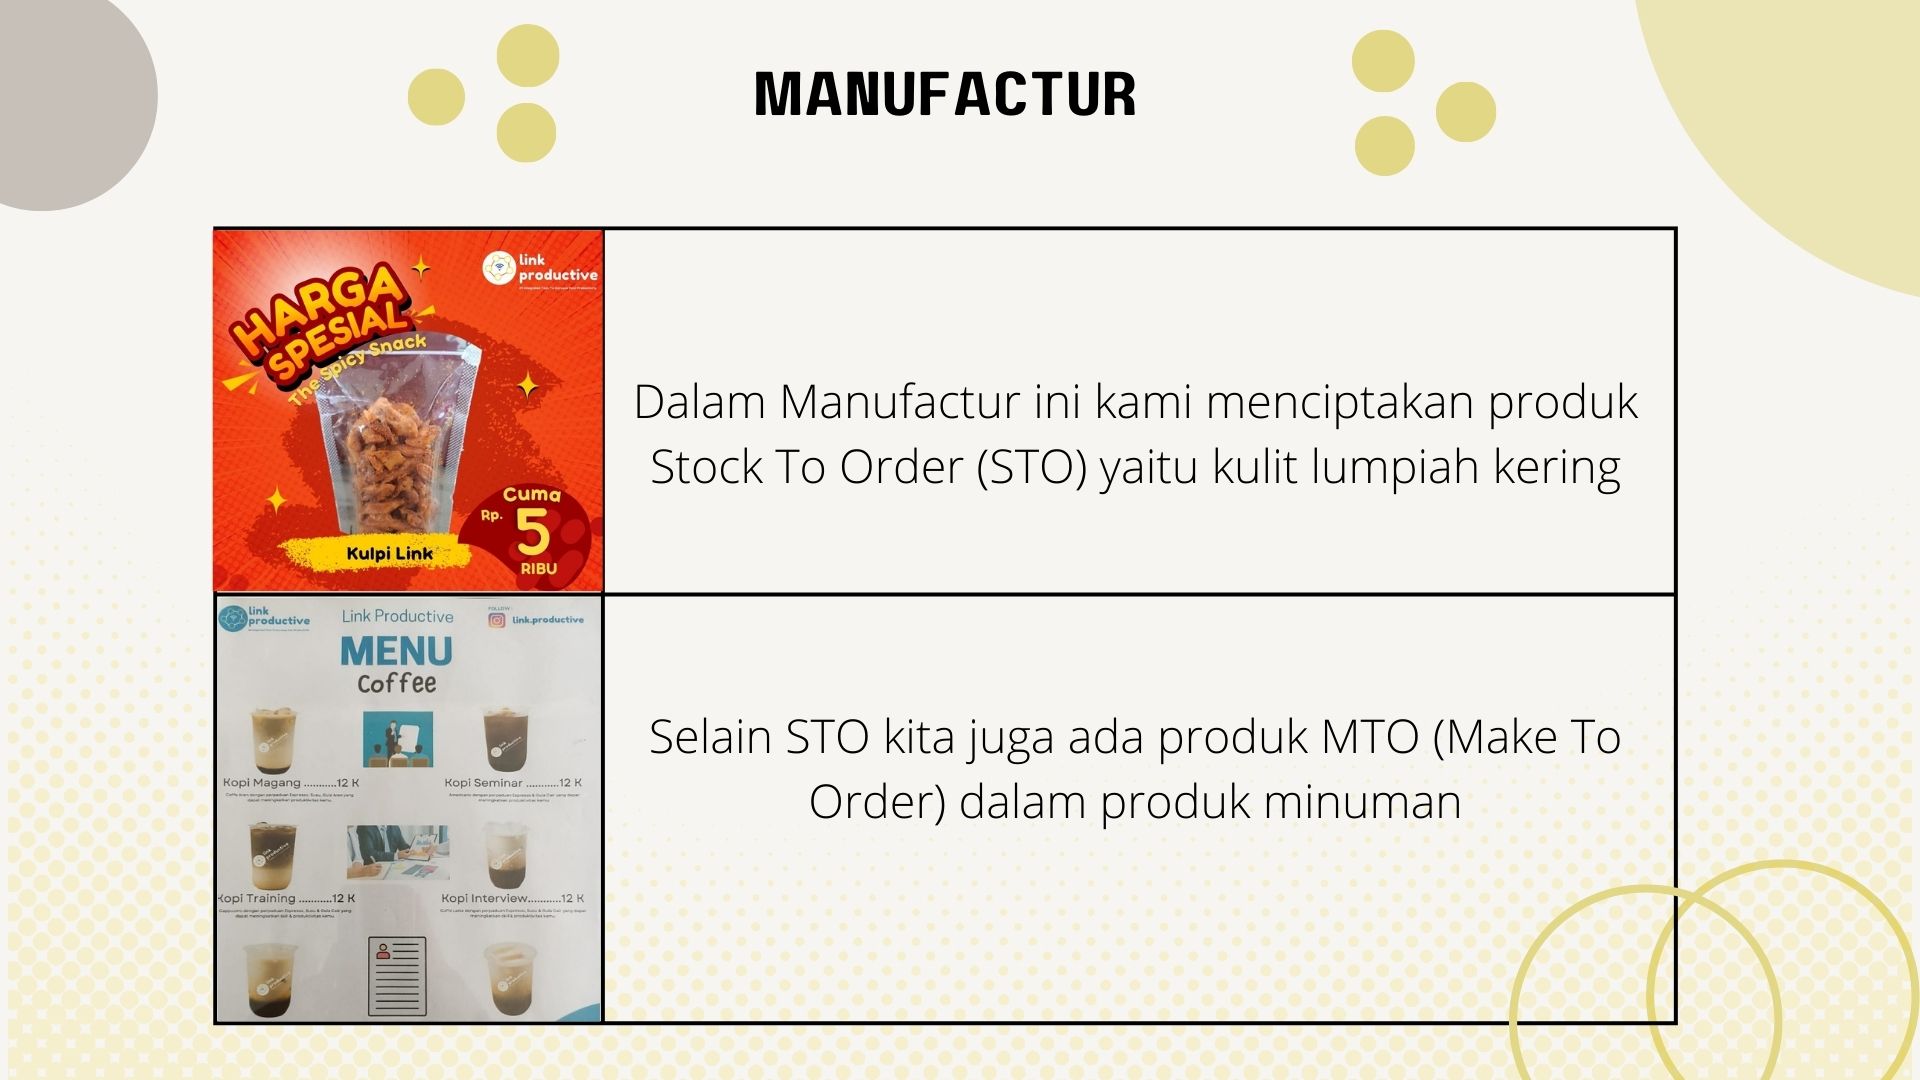 MANUFACTUR
link
productive
HARGA
SPESIAL
The Spicy Snack
Cuma
Rp. 5
RIBU
Kulpi Link
Dalam Manufactur ini kami menciptakan produk
Stock To Order (STO) yaitu kulit lumpiah kering
link
productive
Link Productive
FOLLOW :
link.productive
MENU
Coffee
Kopi Magang ...........12 K
Kopi Seminar ...........12 K
Kopi Training ...........12 K
Kopi Interview...........12 K
Selain STO kita juga ada produk MTO (Make To
Order) dalam produk minuman